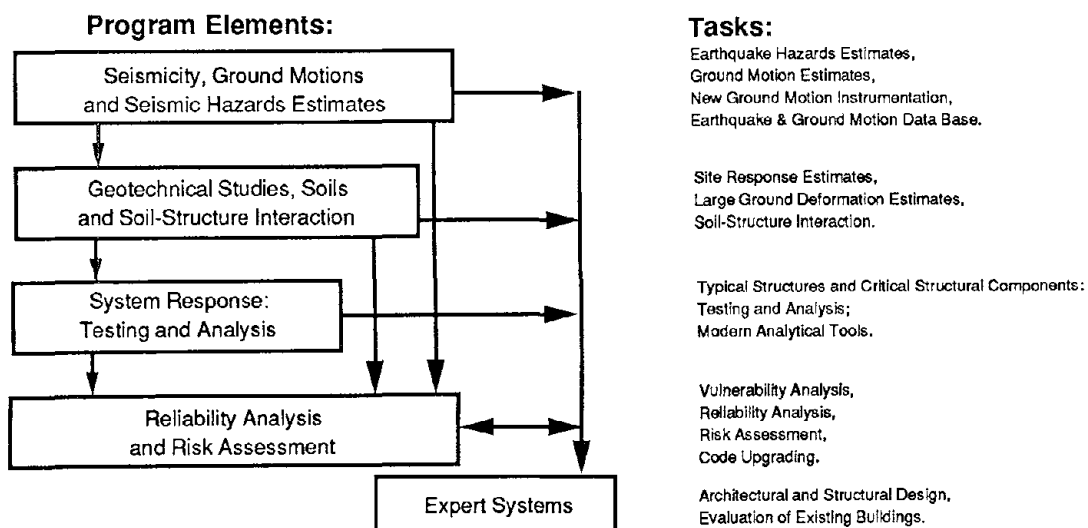 Program Elements:
Seismicity, Ground Motions
and Seismic Hazards Estimates
Geotechnical Studies, Soils
and Soil-Structure Interaction
System Response:
Testing and Analysis
Reliability Analysis
and Risk Assessment
Expert Systems
Tasks:
Earthquake Hazards Estimates,
Ground Motion Estimates,
New Ground Motion Instrumentation,
Earthquake & Ground Motion Data Base.
Site Response Estimates,
Large Ground Deformation Estimates,
Soil-Structure Interaction.
Typical Structures and Critical Structural Components:
Testing and Analysis;
Modern Analytical Tools.
Vulnerability Analysis,
Reliability Analysis,
Risk Assessment,
Code Upgrading.
Architectural and Structural Design,
Evaluation of Existing Buildings.